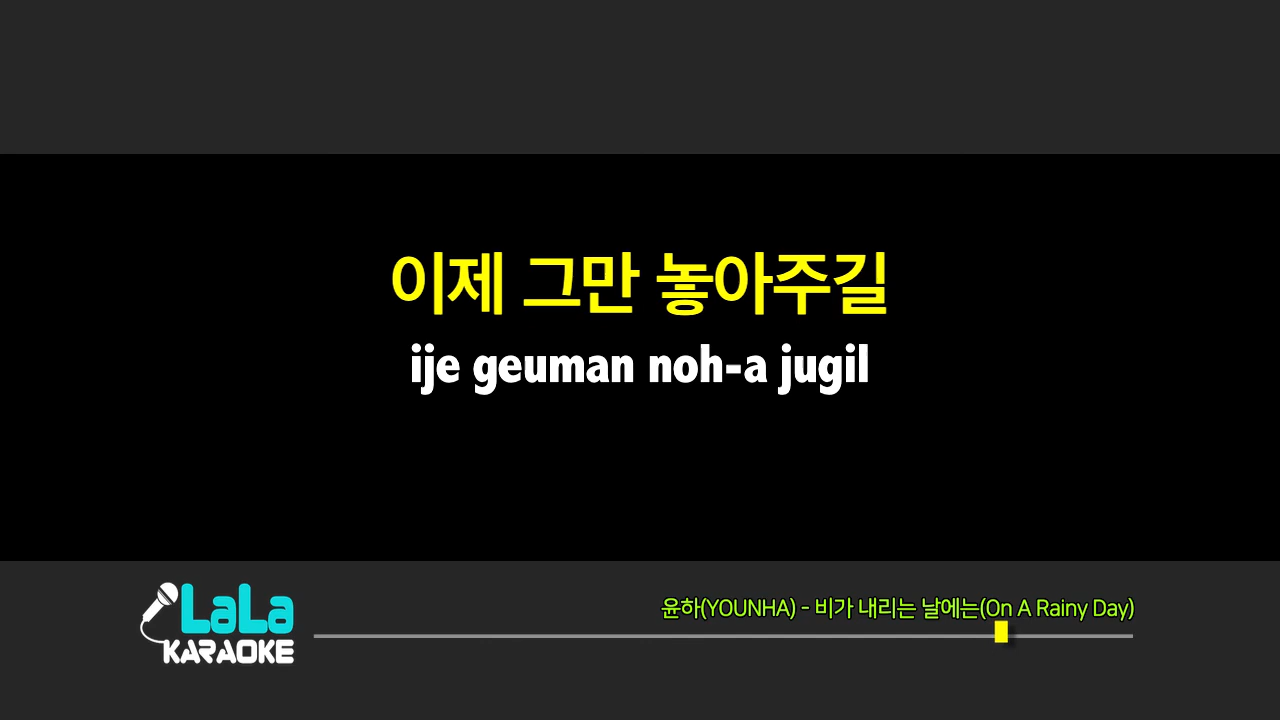 이제 그만 놓아주길
ije geuman noh-a jugil
LaLa
KARAOKE
윤하(YOUNHA) - 비가 내리는 날에는(On A Rainy Day)